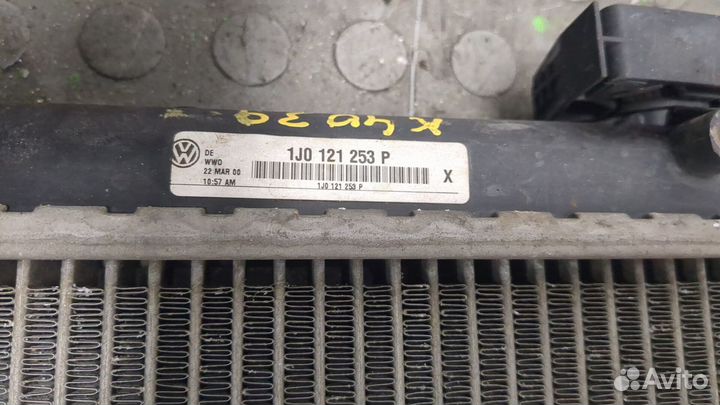 DE
WWD
22 MAR 00
10:57 AM
1J0 121 253 P
1J0 121 253 P
X
Avito